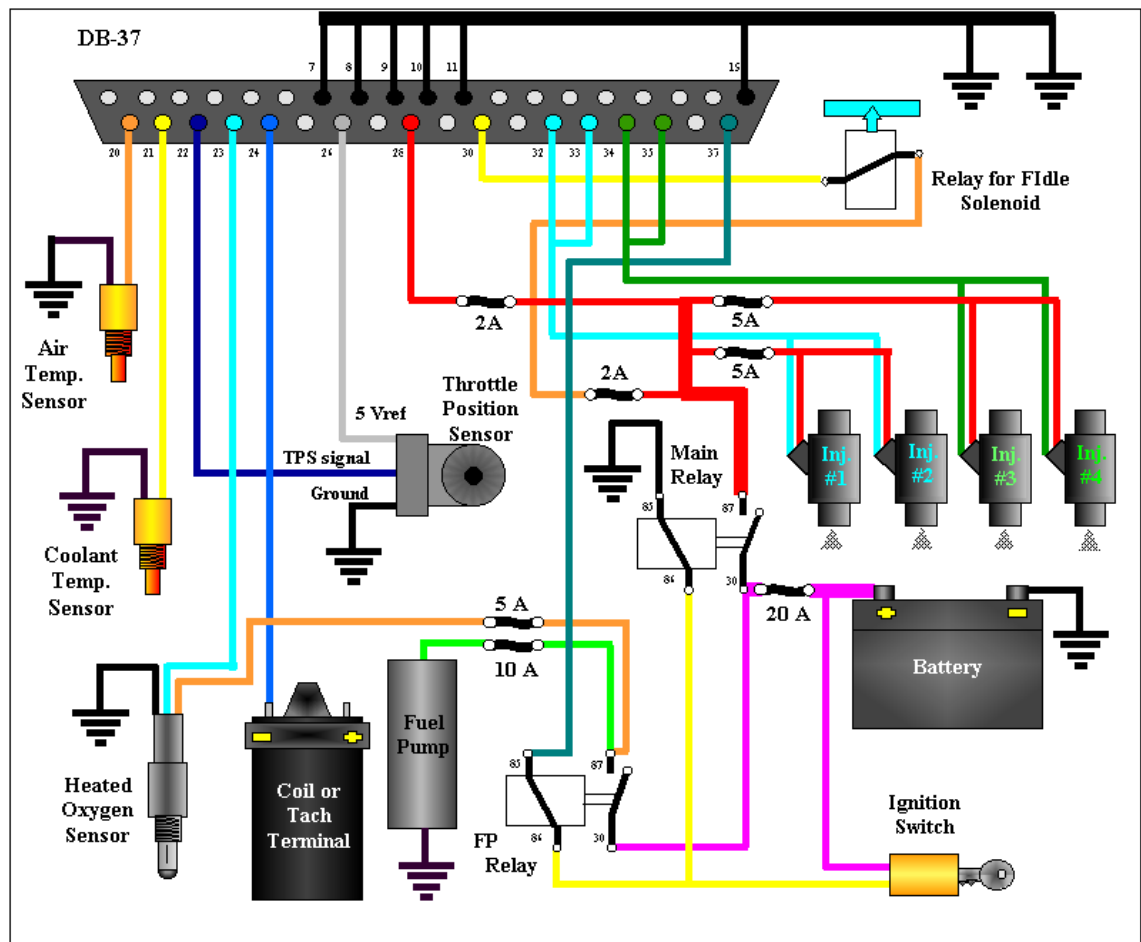 DB-37
7
8
9
10
11
19
20
21
22
23
24
26
28
30
32
33
34
35
37
Relay for FIdle
Solenoid
2A
5A
5A
2A
Air
Temp.
Sensor
Throttle
Position
Sensor
5 Vref
TPS signal
Ground
Main
Relay
85
87
86
30
Inj.
#1
Inj.
#2
Inj.
#3
Inj.
#4
Coolant
Temp.
Sensor
20 A
Battery
5 A
10 A
Fuel
Pump
Heated
Oxygen
Sensor
Coil or
Tach
Terminal
85
87
86
30
FP
Relay
Ignition
Switch